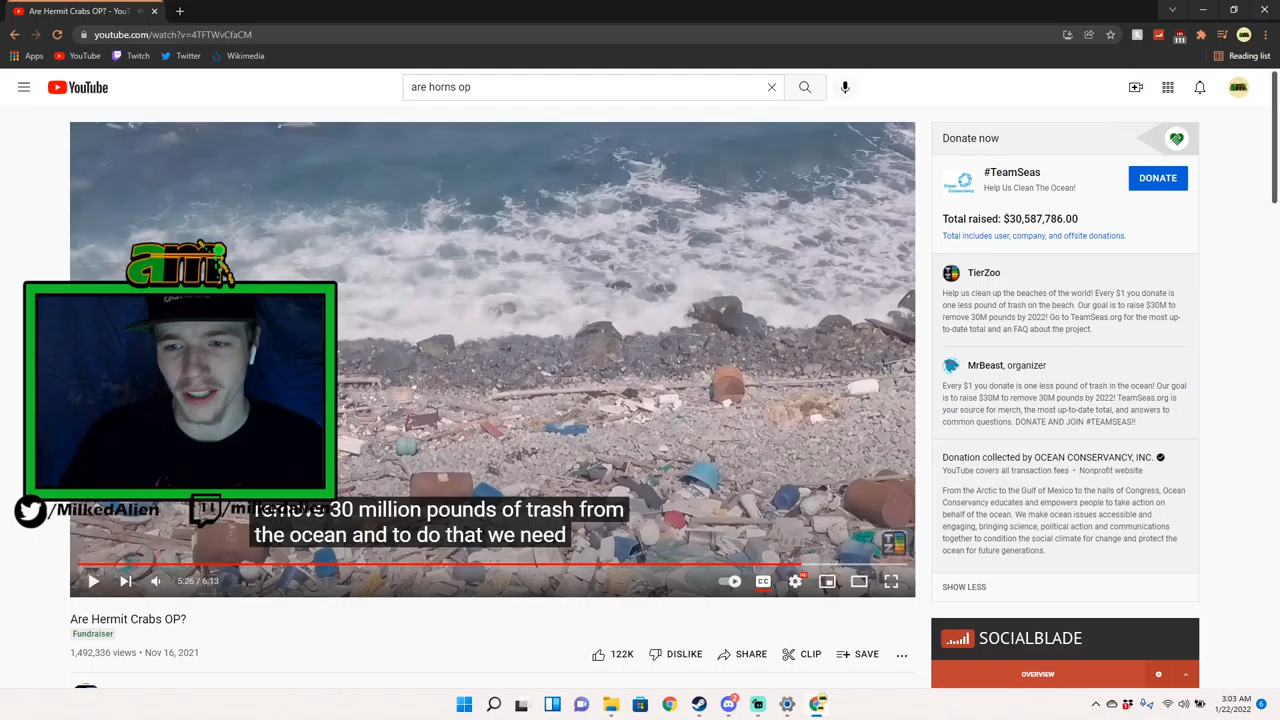 Are Hermit Crabs OP? - YouT
youtube.com/watch?v=4TFTWvCfaCM
111
Apps
YouTube
Twitch
Twitter
Wikimedia
Reading list
YouTube
are horns op
Donate now
Ocean Conservancy
#TeamSeas
Help Us Clean The Ocean!
DONATE
Total raised: $30,587,786.00
Total includes user, company, and offsite donations.
TierZoo
Help us clean up the beaches of the world! Every $1 you donate is
one less pound of trash on the beach. Our goal is to raise $30M to
remove 30M pounds by 2022! Go to TeamSeas.org for the most up-
to-date total and an FAQ about the project.
MrBeast, organizer
Every $1 you donate is one less pound of trash in the ocean! Our goal
is to raise $30M to remove 30M pounds by 2022! TeamSeas.org is
your source for merch, the most up-to-date total, and answers to
common questions. DONATE AND JOIN #TEAMSEAS!!
Donation collected by OCEAN CONSERVANCY, INC.
YouTube covers all transaction fees • Nonprofit website
From the Arctic to the Gulf of Mexico to the halls of Congress, Ocean
Conservancy educates and empowers people to take action on
behalf of the ocean. We make ocean issues accessible and
engaging, bringing science, political action and communications
together to condition the social climate for change and protect the
ocean for future generations.
SHOW LESS
SOCIALBLADE
OVERVIEW
ami
/MilkedAlien
30 million pounds of trash from
the ocean and to do that we need
5:26 / 6:13
CC
HD
Are Hermit Crabs OP?
Fundraiser
1,492,336 views • Nov 16, 2021
122K
DISLIKE
SHARE
CLIP
SAVE
2
3:03 AM
1/22/2022
6